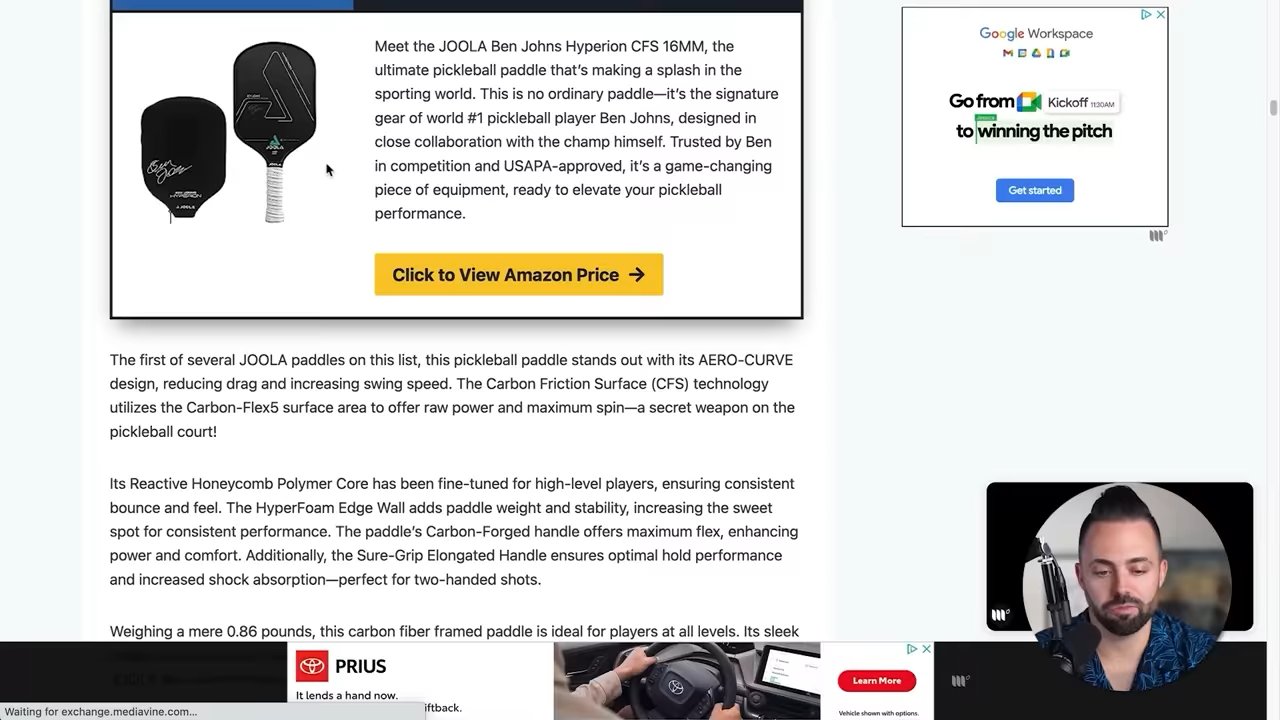 Meet the JOOLA Ben Johns Hyperion CFS 16MM, the
ultimate pickleball paddle that's making a splash in the
sporting world. This is no ordinary paddle—it's the signature
gear of world #1 pickleball player Ben Johns, designed in
close collaboration with the champ himself. Trusted by Ben
in competition and USAPA-approved, it's a game-changing
piece of equipment, ready to elevate your pickleball
performance.
Click to View Amazon Price →
The first of several JOOLA paddles on this list, this pickleball paddle stands out with its AERO-CURVE
design, reducing drag and increasing swing speed. The Carbon Friction Surface (CFS) technology
utilizes the Carbon-Flex5 surface area to offer raw power and maximum spin—a secret weapon on the
pickleball court!
Its Reactive Honeycomb Polymer Core has been fine-tuned for high-level players, ensuring consistent
bounce and feel. The HyperFoam Edge Wall adds paddle weight and stability, increasing the sweet
spot for consistent performance. The paddle's Carbon-Forged handle offers maximum flex, enhancing
power and comfort. Additionally, the Sure-Grip Elongated Handle ensures optimal hold performance
and increased shock absorption—perfect for two-handed shots.
Weighing a mere 0.86 pounds, this carbon fiber framed paddle is ideal for players at all levels. Its sleek
Google Workspace
Go from Kickoff 11:30AM
to winning the pitch
Get started
PRIUS
It lends a hand now.
iftback.
Learn More
Vehicle shown with options.
Waiting for exchange.mediavine.com...